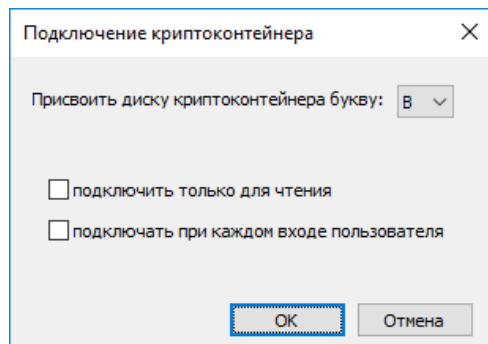 Подключение криптоконтейнера
Присвоить диску криптоконтейнера букву: B
подключить только для чтения
подключать при каждом входе пользователя
OK Отмена